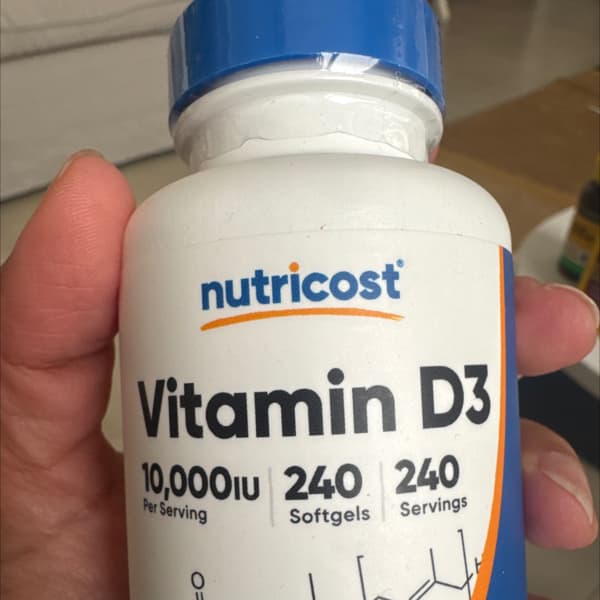 nutricost®
Vitamin D3
10,000IU
Per Serving
240
Softgels
240
Servings
O
H